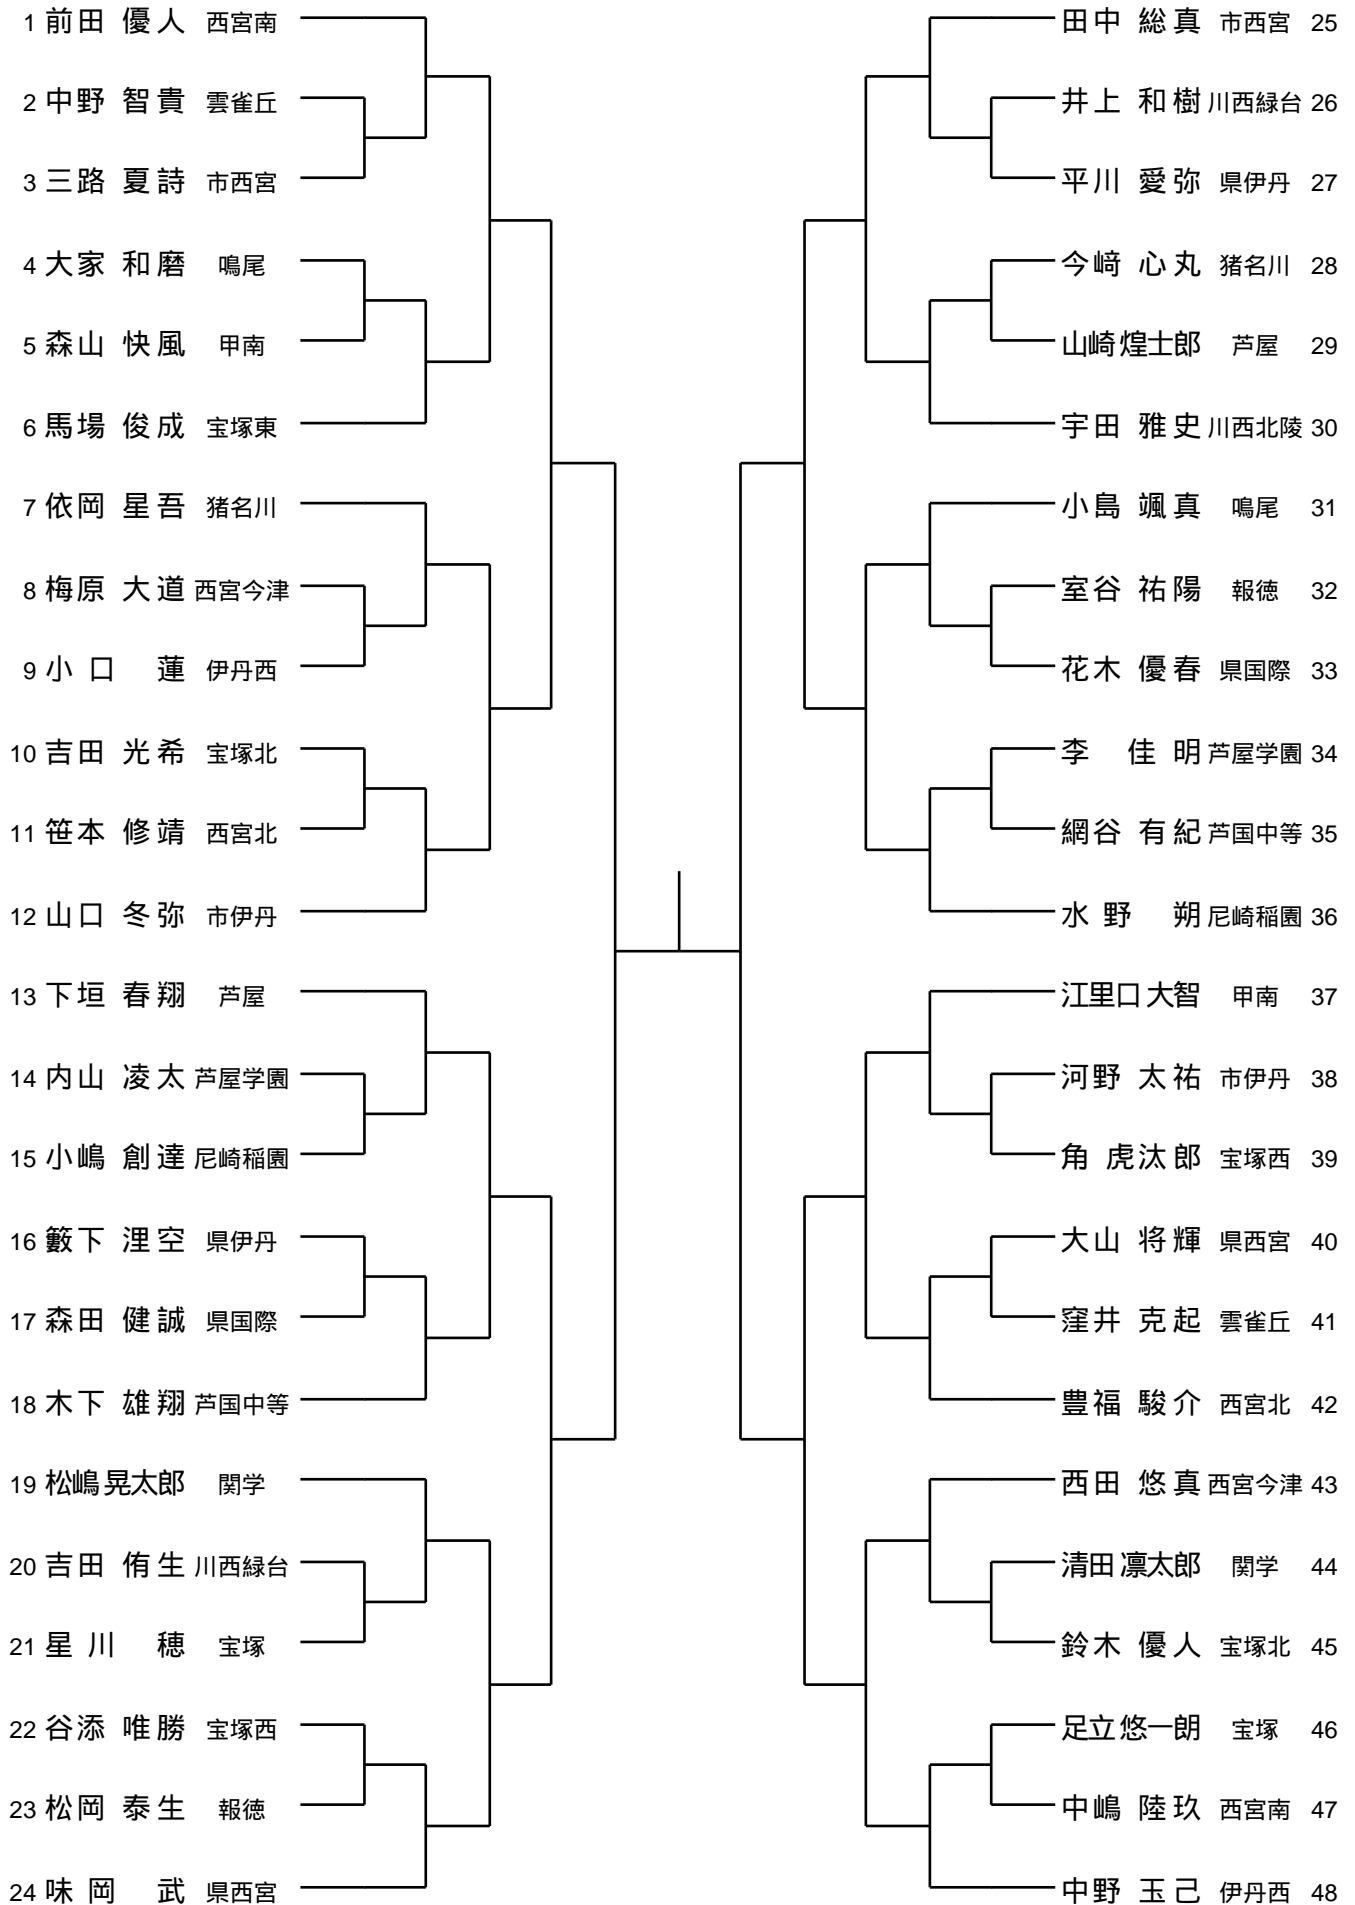 1 前田 優人 西宮南
2 中野 智貴 雲雀丘
3 三路 夏詩 市西宮
4 大家 和磨 鳴尾
5 森山 快風 甲南
6 馬場 俊成 宝塚東
7 依岡 星吾 猪名川
8 梅原 大道 西宮今津
9 小口 蓮 伊丹西
10 吉田 光希 宝塚北
11 笹本 修靖 西宮北
12 山口 冬弥 市伊丹
13 下垣 春翔 芦屋
14 内山 凌太 芦屋学園
15 小嶋 創達 尼崎稲園
16 籔下 浬空 県伊丹
17 森田 健誠 県国際
18 木下 雄翔 芦国中等
19 松嶋 晃太郎 関学
20 吉田 侑生 川西緑台
21 星川 穂 宝塚
22 谷添 唯勝 宝塚西
23 松岡 泰生 報徳
24 味岡 武 県西宮
田中 総真 市西宮 25
井上 和樹 川西緑台 26
平川 愛弥 県伊丹 27
今﨑 心丸 猪名川 28
山崎 煌士郎 芦屋 29
宇田 雅史 川西北陵 30
小島 颯真 鳴尾 31
室谷 祐陽 報徳 32
花木 優春 県国際 33
李 佳明 芦屋学園 34
網谷 有紀 芦国中等 35
水野 朔 尼崎稲園 36
江里口 大智 甲南 37
河野 太祐 市伊丹 38
角 虎汰郎 宝塚西 39
大山 将輝 県西宮 40
窪井 克起 雲雀丘 41
豊福 駿介 西宮北 42
西田 悠真 西宮今津 43
清田 凛太郎 関学 44
鈴木 優人 宝塚北 45
足立 悠一朗 宝塚 46
中嶋 陸玖 西宮南 47
中野 玉己 伊丹西 48